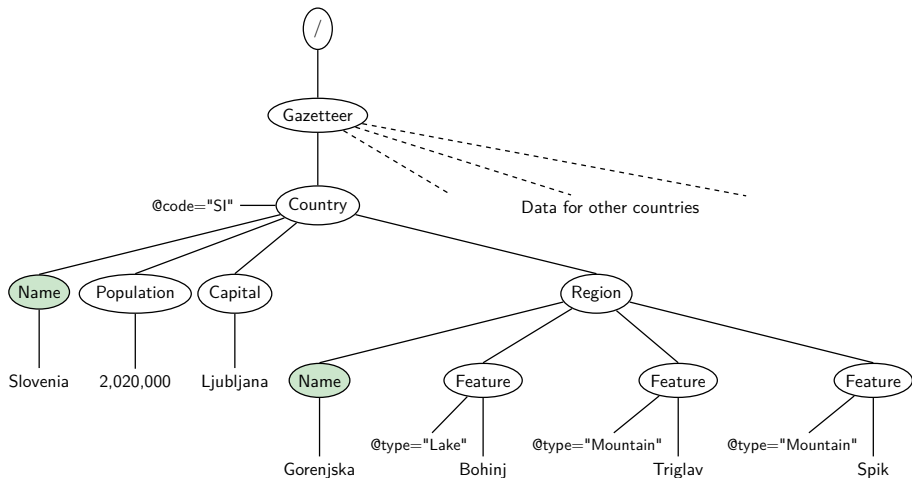 /
Gazetteer
@code="SI"
Country
Data for other countries
Name
Population
Capital
Region
Slovenia
2,020,000
Ljubljana
Name
Feature
Feature
Feature
@type="Lake"
@type="Mountain"
@type="Mountain"
Gorenjska
Bohinj
Triglav
Spik